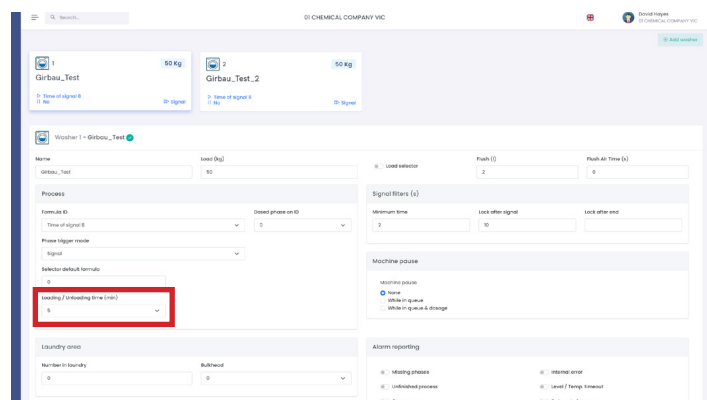 Search...
01 CHEMICAL COMPANY VIC
David Hayes
01 CHEMICAL COMPANY VIC
Add washer
1
50 Kg
Girbau_Test
Time of signal 8
No
Signal
2
50 Kg
Girbau_Test_2
Time of signal 8
No
Signal
Washer 1 - Girbau_Test
Name
Load (kg)
Load selector
Flush (l)
Flush Air Time (s)
Girbau_Test
50
2
6
Process
Signal filters (s)
Formula ID
Dosed phase on ID
Minimum time
Lock after signal
Lock after end
Time of signal 8
2
10
Phase trigger mode
Signal
Machine pause
Selector default formula
0
Machine pause
None
While in queue
While in queue & dosage
Loading / Unloading time (min)
5
Laundry area
Alarm reporting
Number in laundry
Bulkhead
0
Missing phases
Internal error
Unfinished process
Level / Temp. timeout